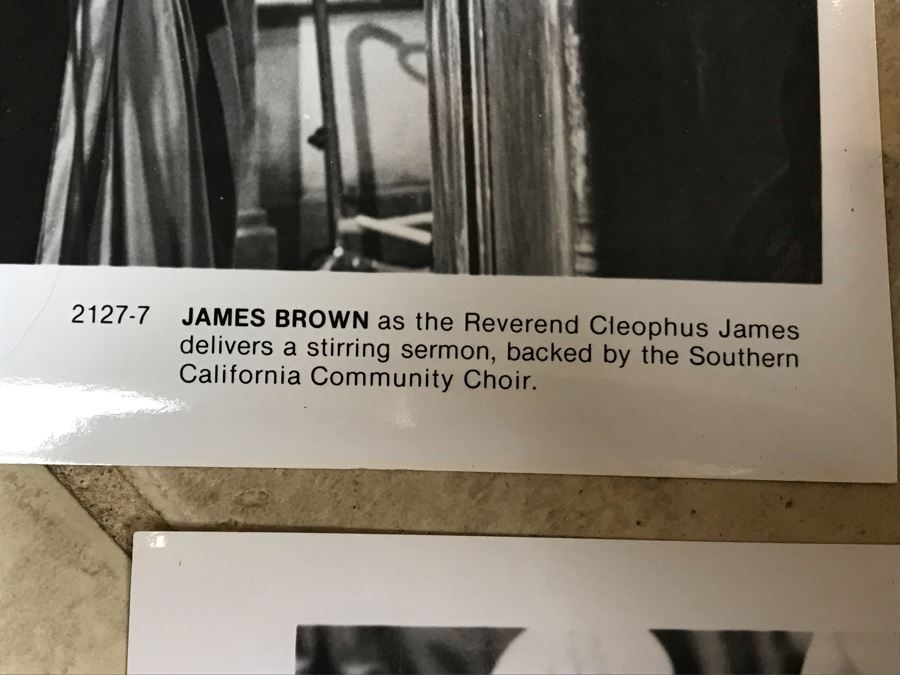 2127-7 JAMES BROWN as the Reverend Cleophus James
delivers a stirring sermon, backed by the Southern
California Community Choir.